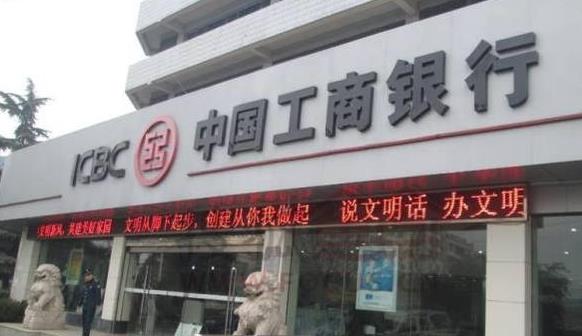 ICBC 中国工商银行
文明新风,共建美好家园 文明从脚下起步,创建从你我做起 说文明话 办文明